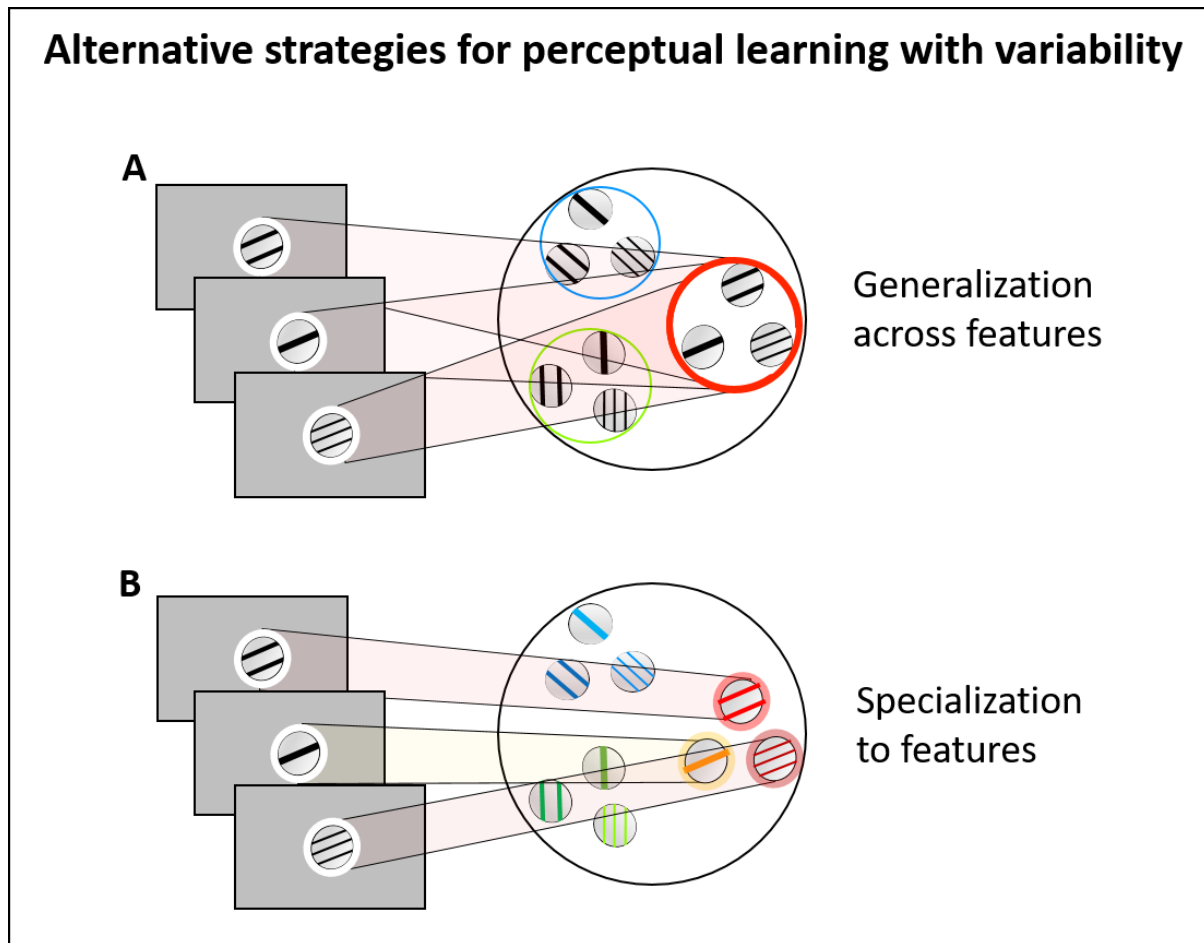 Alternative strategies for perceptual learning with variability
A
Generalization
across features
B
Specialization
to features